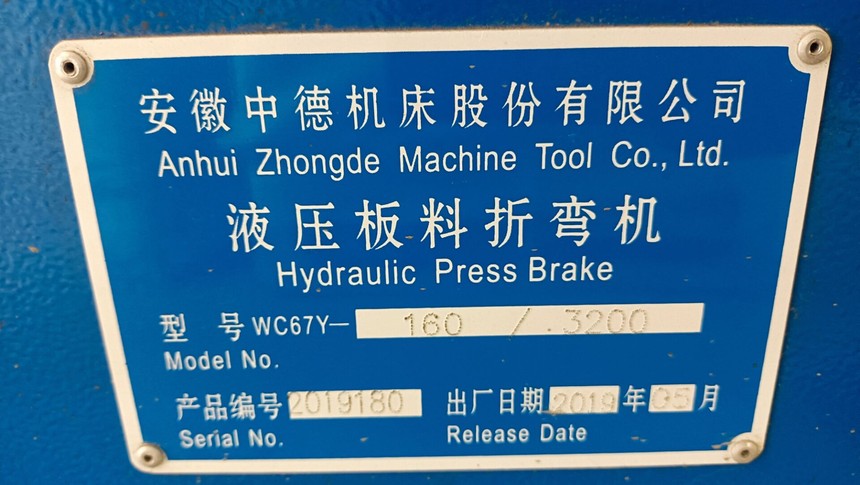 安徽中德机床股份有限公司
Anhui Zhongde Machine Tool Co., Ltd.
液压板料折弯机
Hydraulic Press Brake
型 号 WC67Y— 160 / .3200
Model No.
产品编号 2019180 出厂日期 2019 年 05 月
Serial No. Release Date